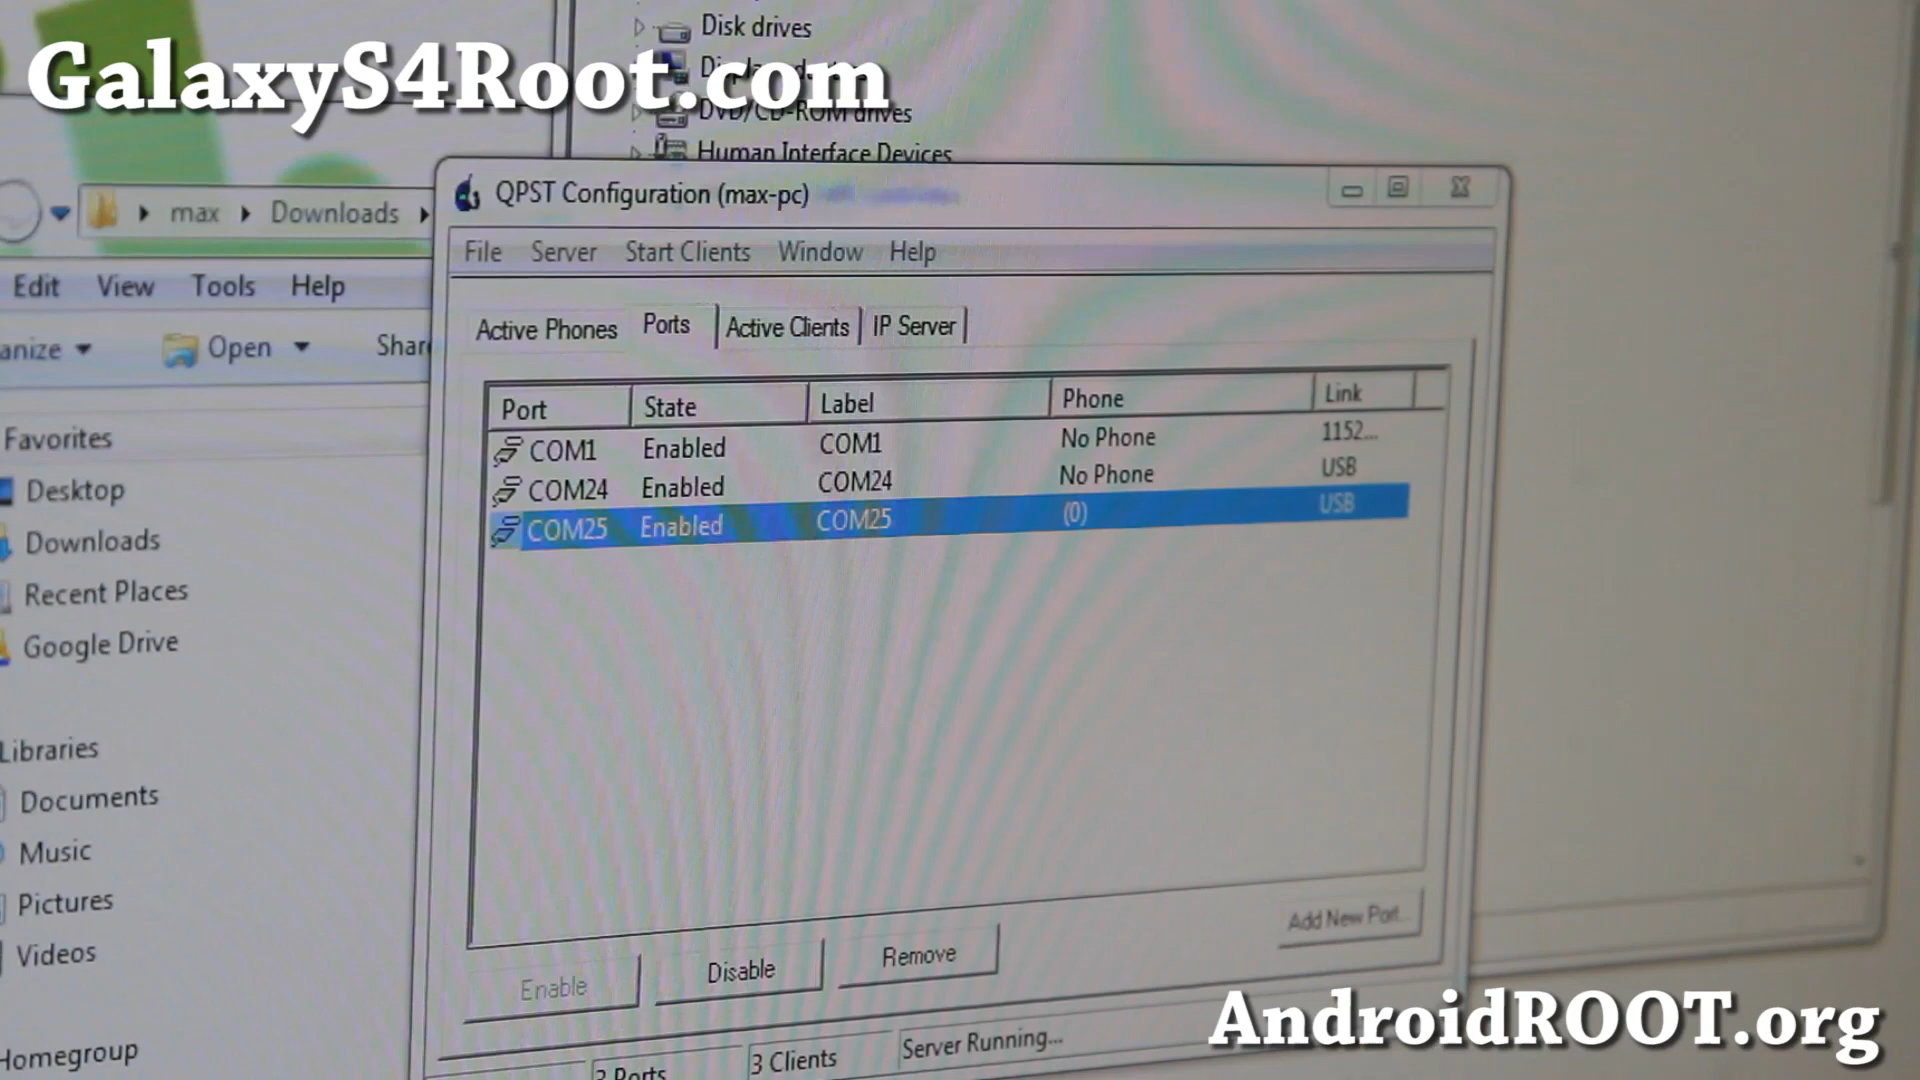 GalaxyS4Root.com
Disk drives
DVD/CD-ROM drives
Human Interface Devices
max Downloads
Edit View Tools Help
Open
Favorites
Desktop
Downloads
Recent Places
Google Drive
Libraries
Documents
Music
Pictures
Videos
Homegroup
QPST Configuration (max-pc)
File Server Start Clients Window Help
Active Phones Ports Active Clients IP Server
Port State Label Phone Link
COM1 Enabled COM1 No Phone 1152...
COM24 Enabled COM24 No Phone USB
COM25 Enabled COM25 (0) USB
Add New Port...
Enable Disable Remove
3 Ports 3 Clients Server Running...
AndroidROOT.org